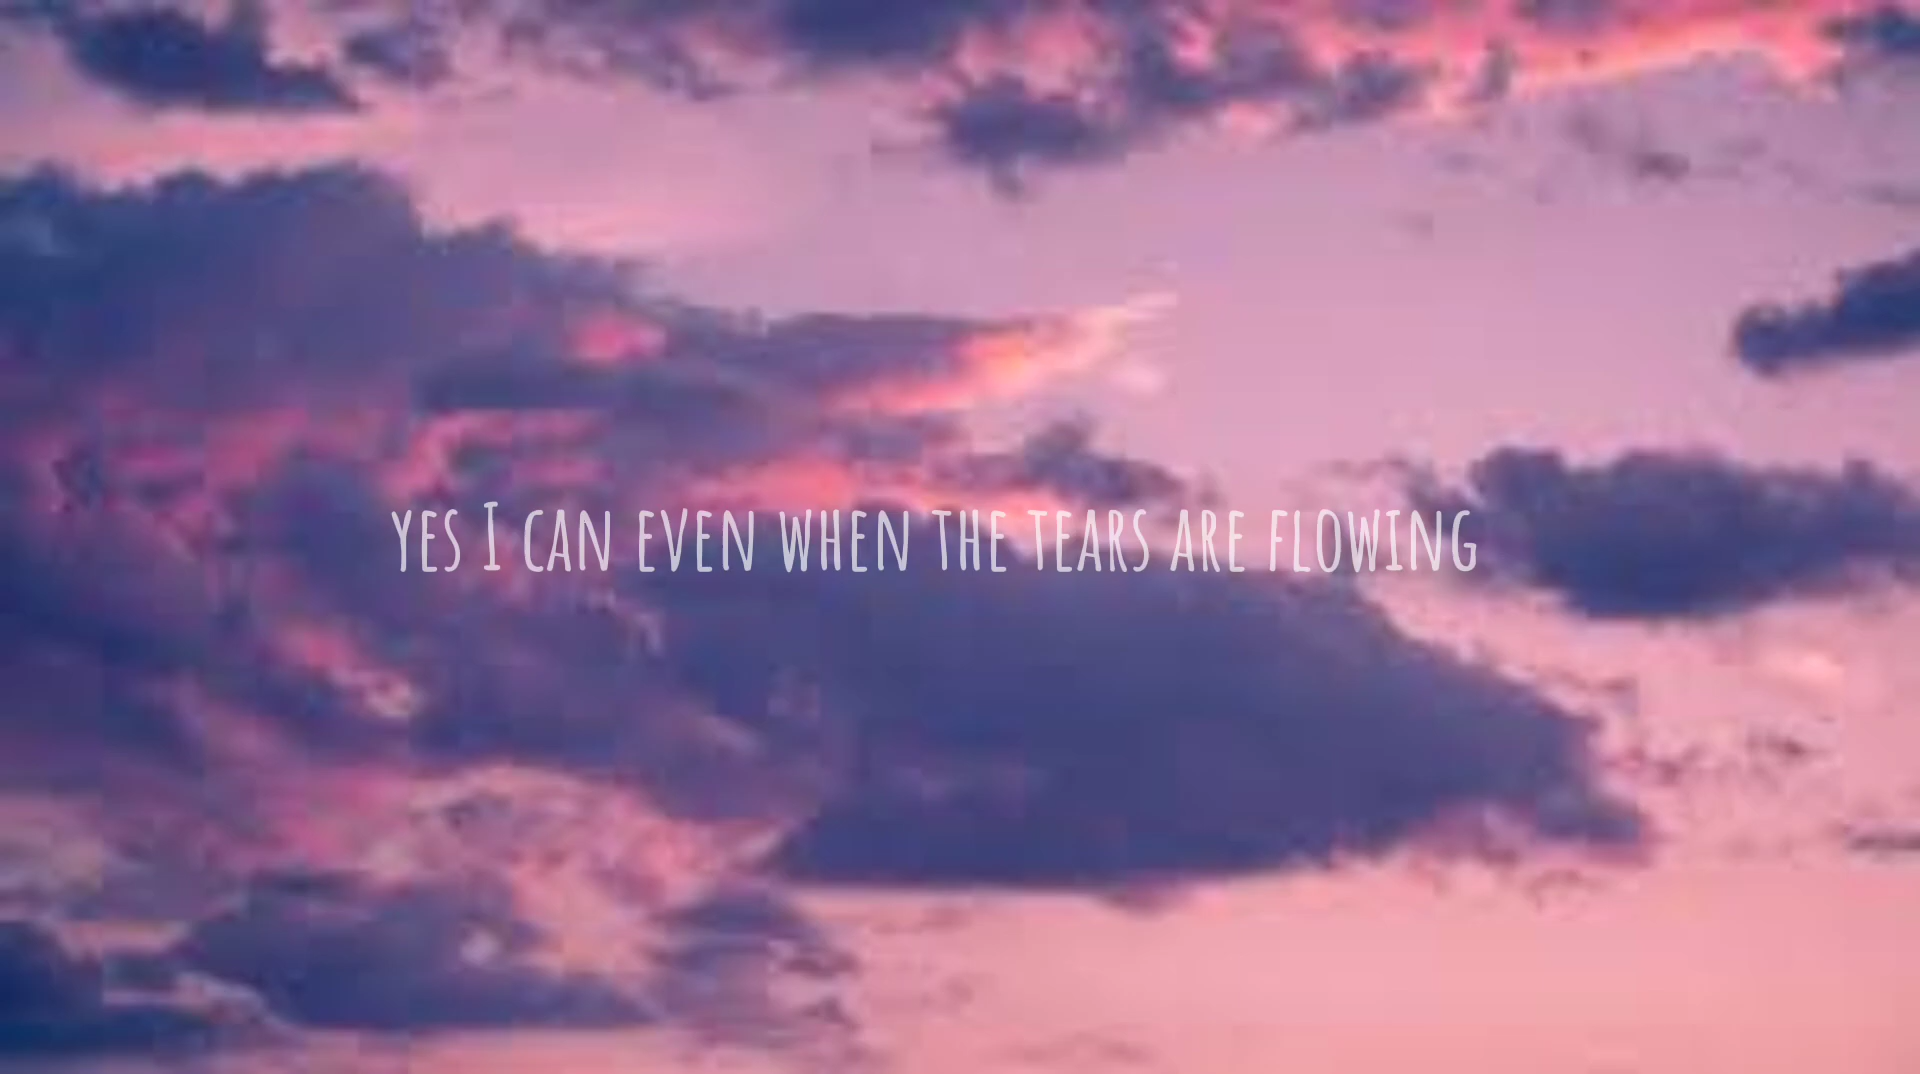 YES I CAN EVEN WHEN THE TEARS ARE FLOWING